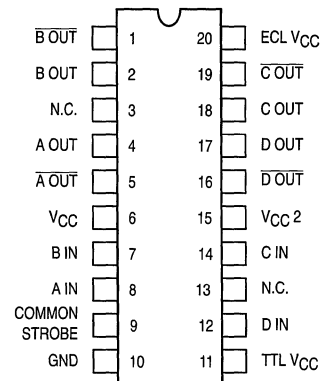 B OUT 1 20 ECL VCC
B OUT 2 19 C OUT
N.C. 3 18 C OUT
A OUT 4 17 D OUT
A OUT 5 16 D OUT
VCC 6 15 VCC 2
B IN 7 14 C IN
A IN 8 13 N.C.
COMMON
STROBE 9 12 D IN
GND 10 11 TTL VCC